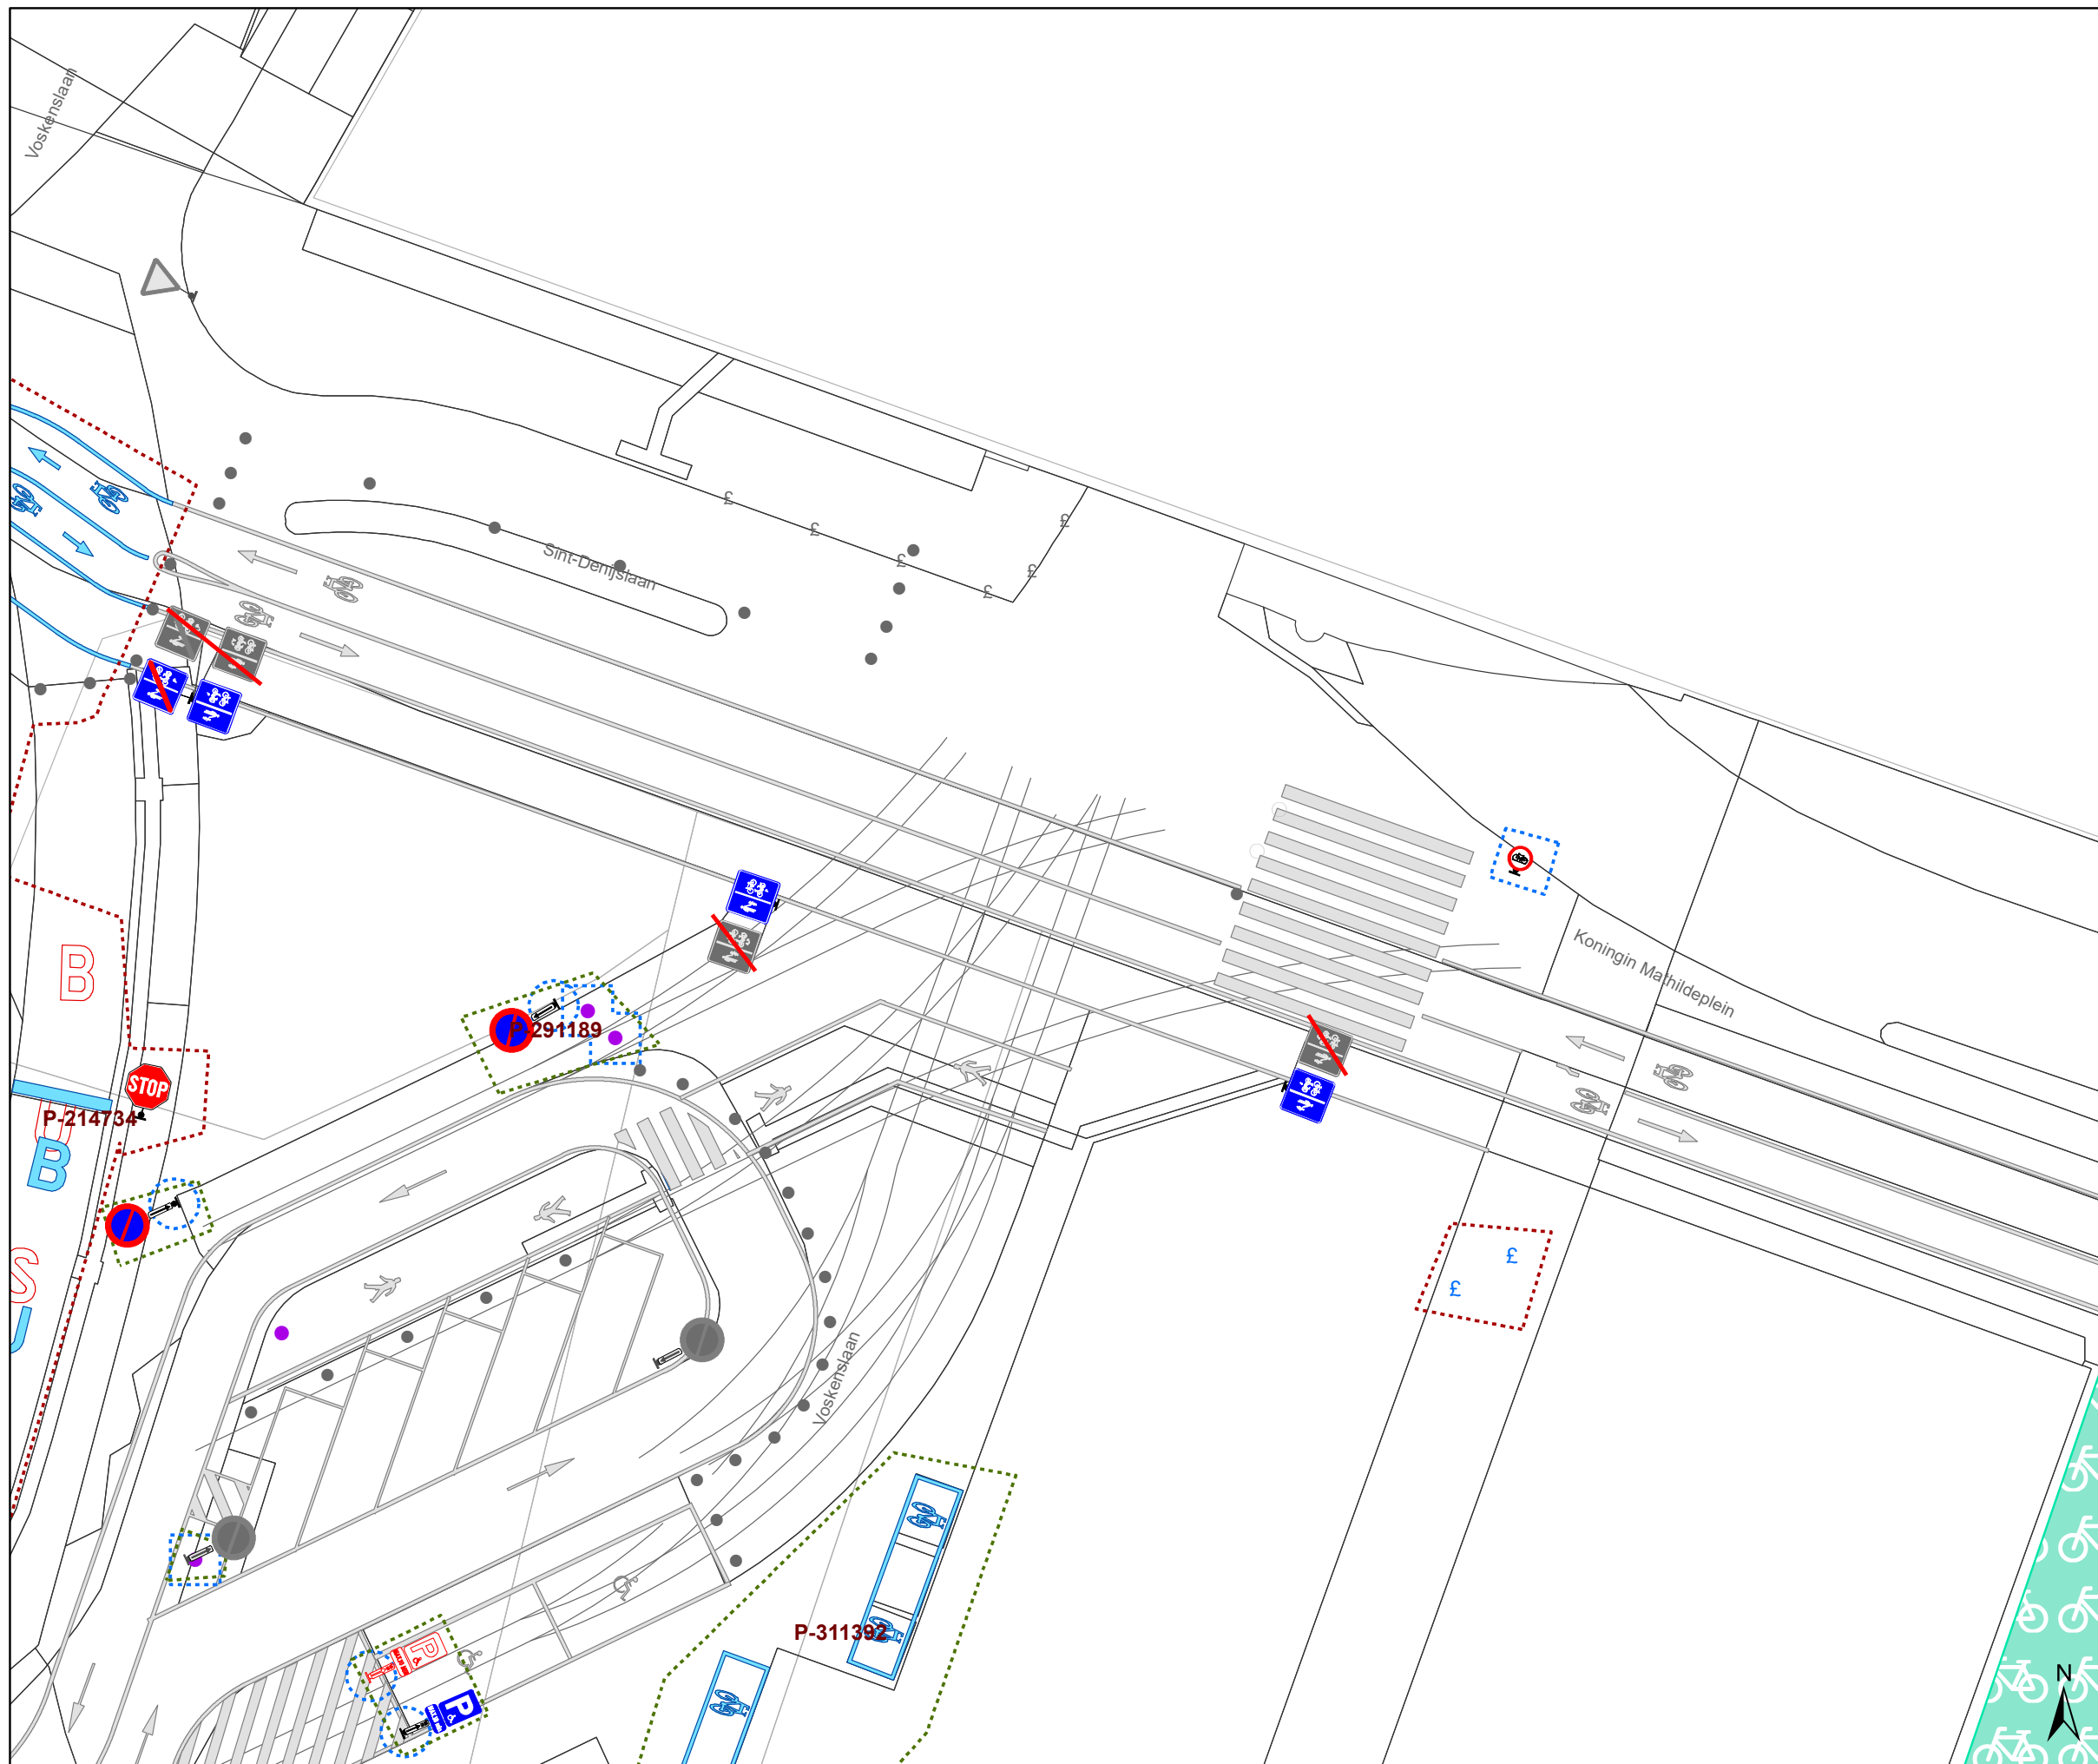 Voskenslaan
Sint-Denijslaan
Koningin Mathildeplein
B
P-291189
STOP
P-214734
U
B
S
U
£
£
£
£
£
£
£
£
Voskenslaan
P-311392
P
P
N